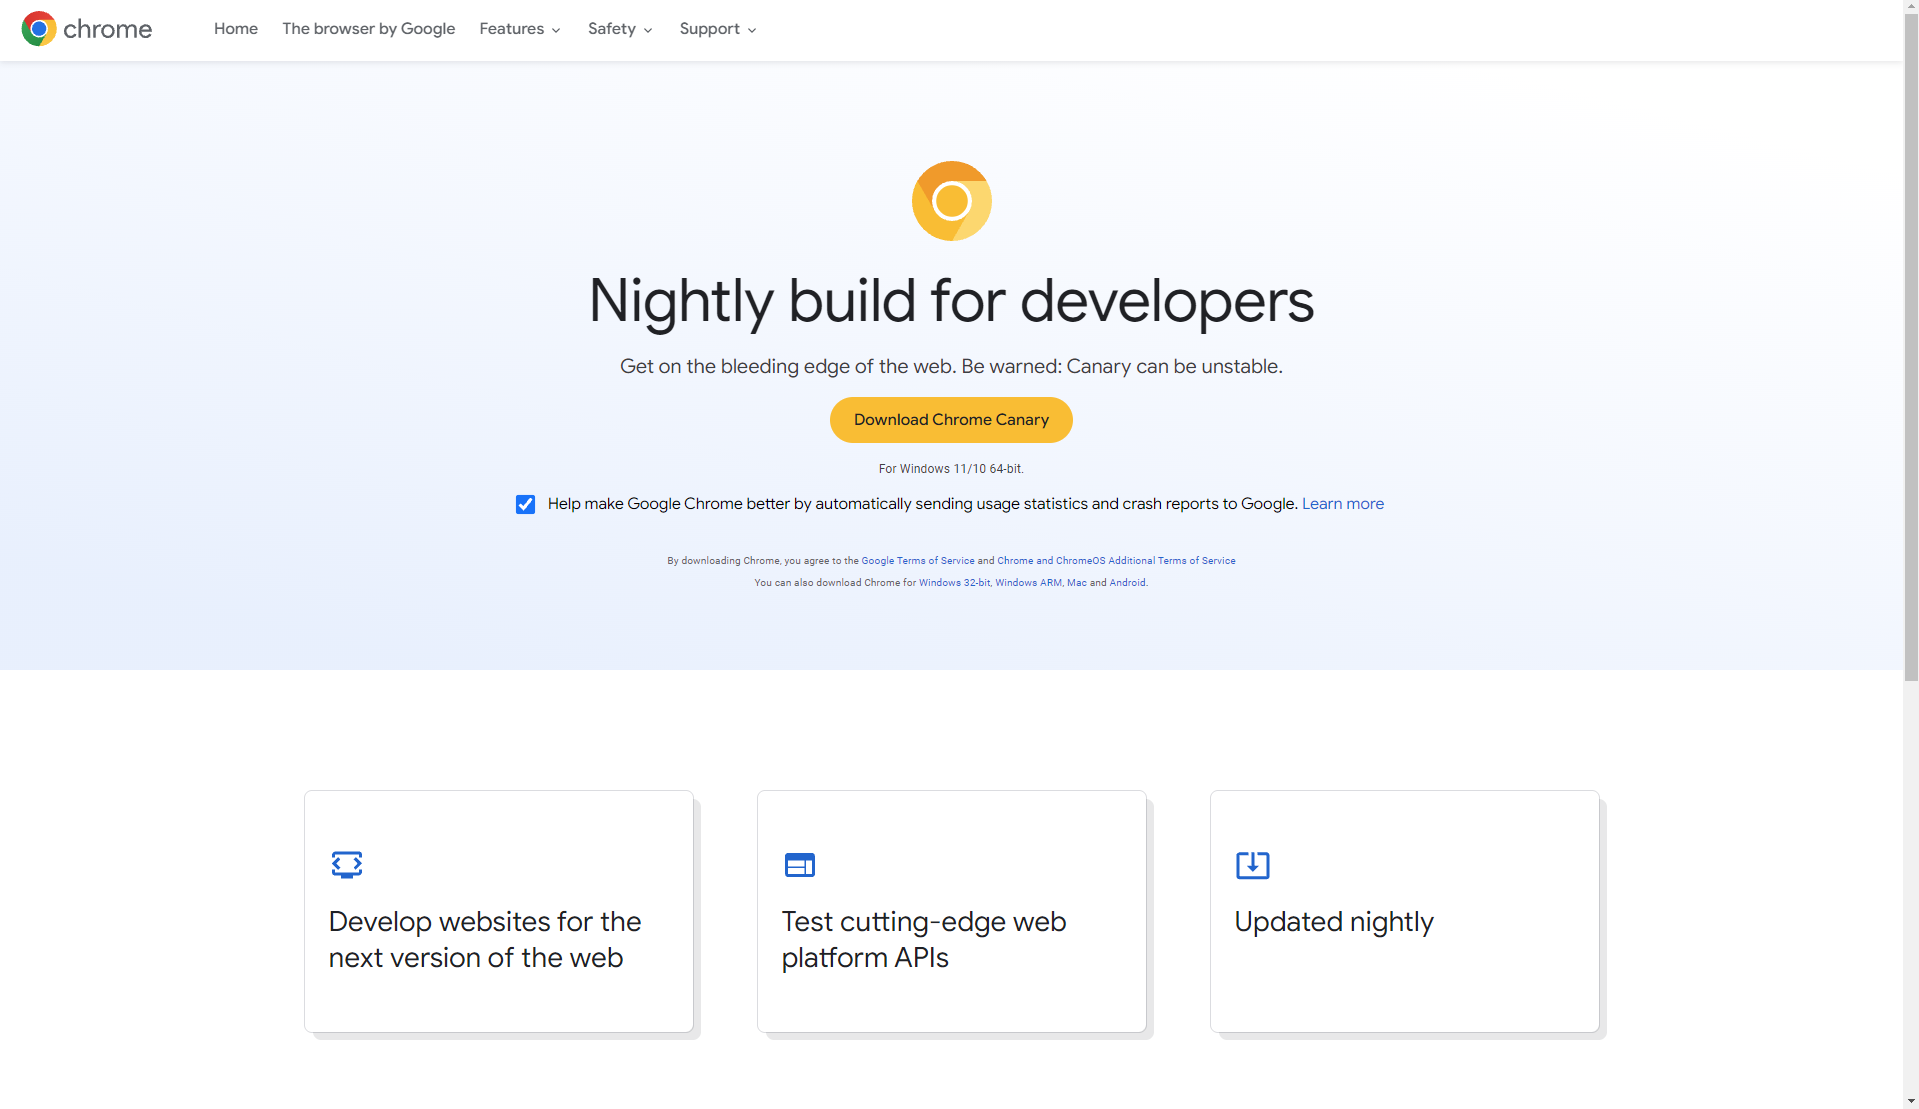 chrome
Home The browser by Google Features Safety Support
Nightly build for developers
Get on the bleeding edge of the web. Be warned: Canary can be unstable.
Download Chrome Canary
For Windows 11/10 64-bit.
Help make Google Chrome better by automatically sending usage statistics and crash reports to Google. Learn more
By downloading Chrome, you agree to the Google Terms of Service and Chrome and ChromeOS Additional Terms of Service
You can also download Chrome for Windows 32-bit, Windows ARM, Mac and Android.
Develop websites for the
next version of the web
Test cutting-edge web
platform APIs
Updated nightly